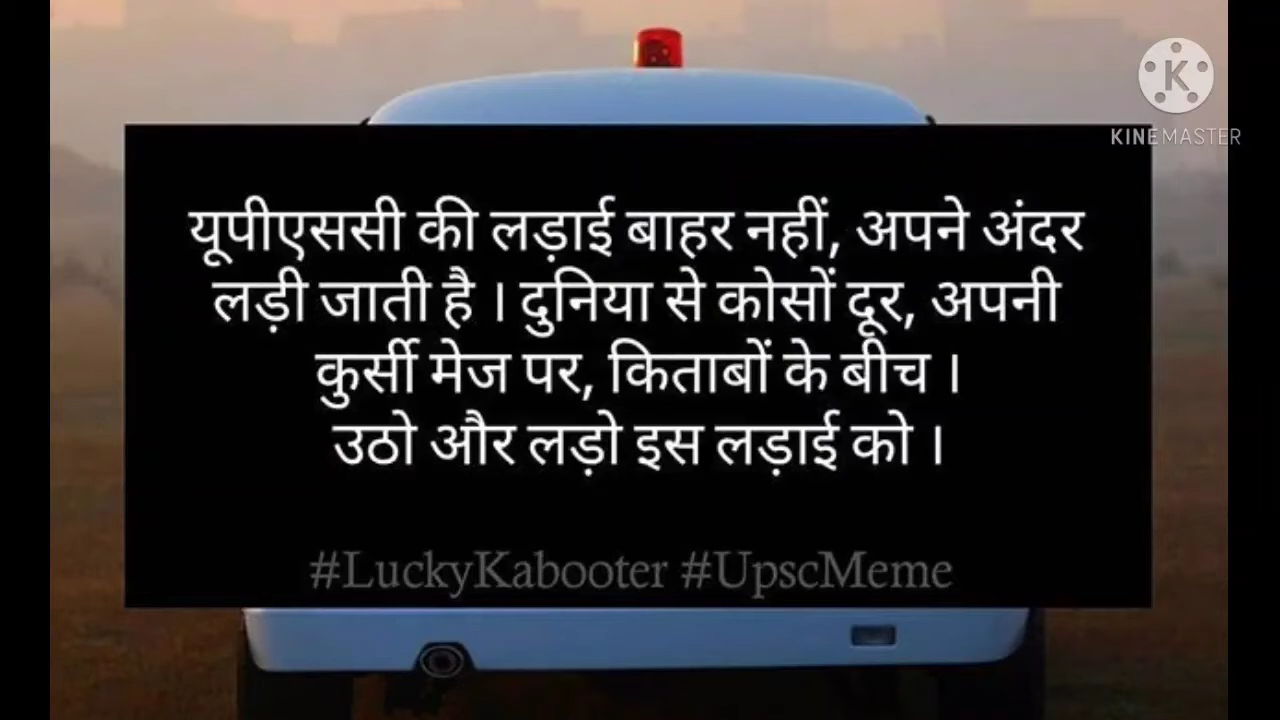 K
KINEMASTER
यूपीएससी की लड़ाई बाहर नहीं, अपने अंदर
लड़ी जाती है । दुनिया से कोसों दूर, अपनी
कुर्सी मेज पर, किताबों के बीच ।
उठो और लड़ो इस लड़ाई को ।
#LuckyKabooter #UpscMeme